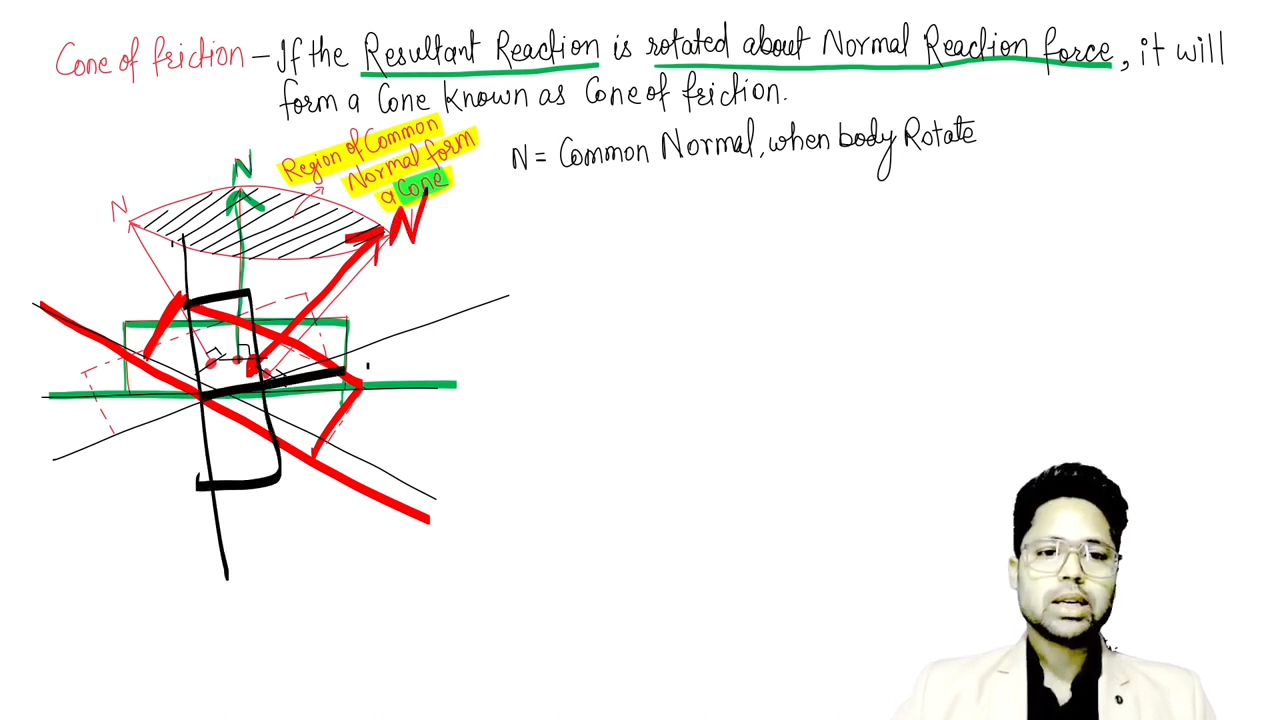 Cone of friction – If the Resultant Reaction is rotated about Normal Reaction force, it will
form a Cone known as Cone of friction.
N = Common Normal, when body Rotate
Region of Common
Normal form
a Cone
N
N
N